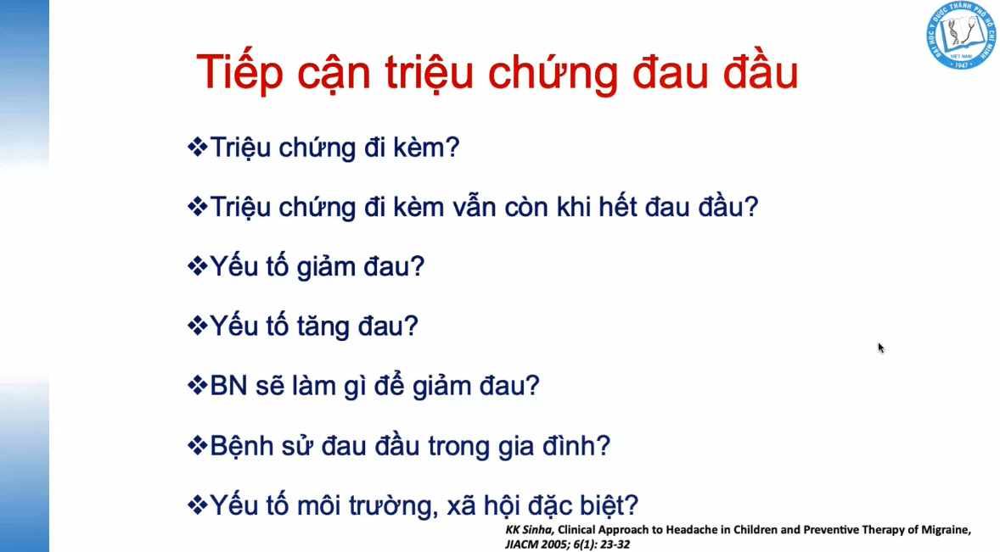 ĐẠI HỌC Y DƯỢC THÀNH PHỐ HỒ CHÍ MINH
VIỆT NAM
• 1947 •
Tiếp cận triệu chứng đau đầu
❖Triệu chứng đi kèm?
❖Triệu chứng đi kèm vẫn còn khi hết đau đầu?
❖Yếu tố giảm đau?
❖Yếu tố tăng đau?
❖BN sẽ làm gì để giảm đau?
❖Bệnh sử đau đầu trong gia đình?
❖Yếu tố môi trường, xã hội đặc biệt?
KK Sinha, Clinical Approach to Headache in Children and Preventive Therapy of Migraine,
JIACM 2005; 6(1): 23-32